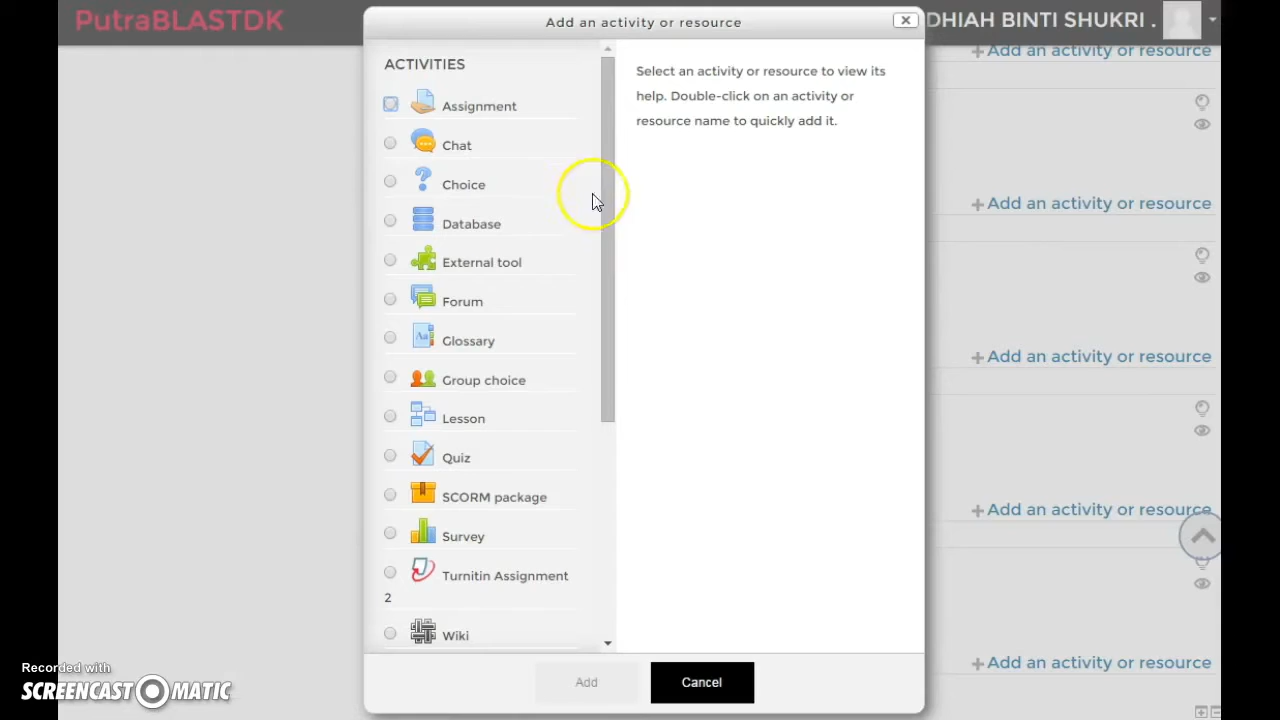 PutraBLASTDK
Add an activity or resource
DHIAH BINTI SHUKRI .
ACTIVITIES
Assignment
Chat
Choice
Database
External tool
Forum
Glossary
Group choice
Lesson
Quiz
SCORM package
Survey
Turnitin Assignment
2
Wiki
Select an activity or resource to view its
help. Double-click on an activity or
resource name to quickly add it.
Add an activity or resource
Add an activity or resource
Add an activity or resource
Add an activity or resource
Add an activity or resource
Add
Cancel
Recorded with
SCREENCAST-O-MATIC